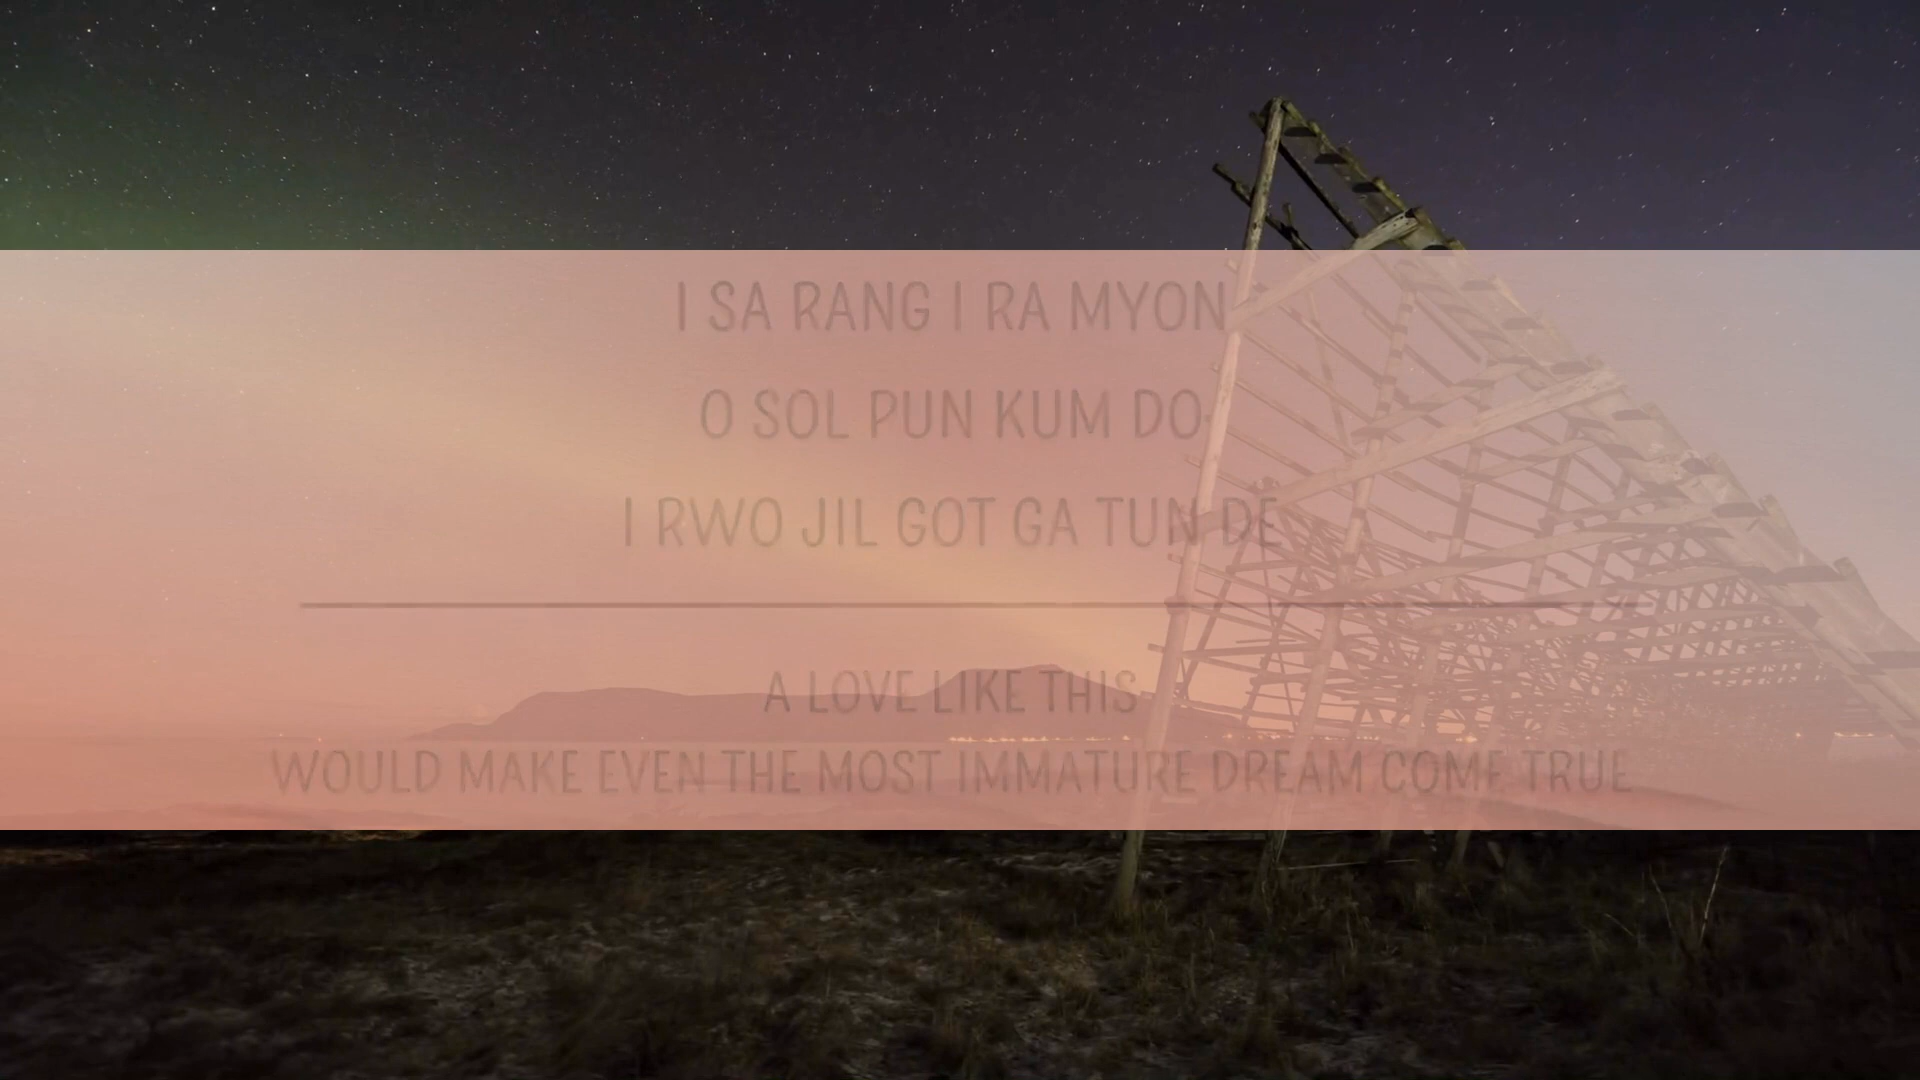 I SA RANG I RA MYON
O SOL PUN KUM DO
I RWO JIL GOT GA TUN DE
A LOVE LIKE THIS
WOULD MAKE EVEN THE MOST IMMATURE DREAM COME TRUE